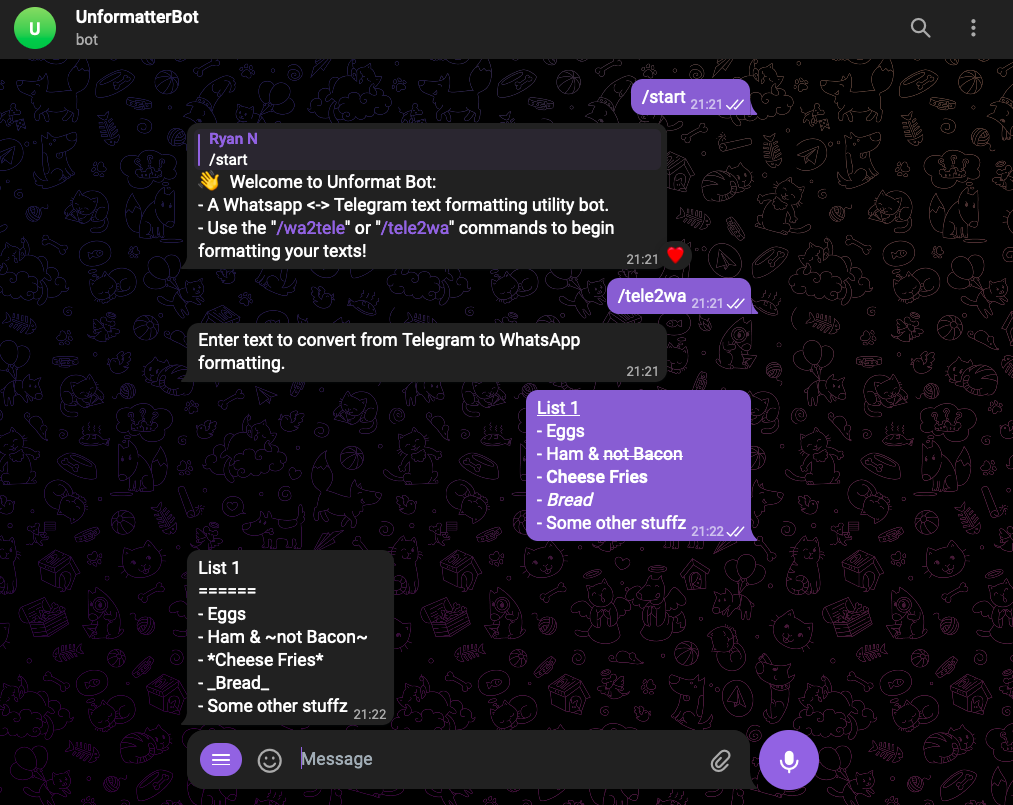 U
UnformatterBot
bot
/start 21:21
Ryan N
/start
👋 Welcome to Unformat Bot:
- A Whatsapp <-> Telegram text formatting utility bot.
- Use the "/wa2tele" or "/tele2wa" commands to begin
formatting your texts!
21:21
/tele2wa 21:21
Enter text to convert from Telegram to WhatsApp
formatting.
21:21
List 1
- Eggs
- Ham & not Bacon
- Cheese Fries
- Bread
- Some other stuffz 21:22
List 1
======
- Eggs
- Ham & ~not Bacon~
- *Cheese Fries*
- _Bread_
- Some other stuffz 21:22
Message